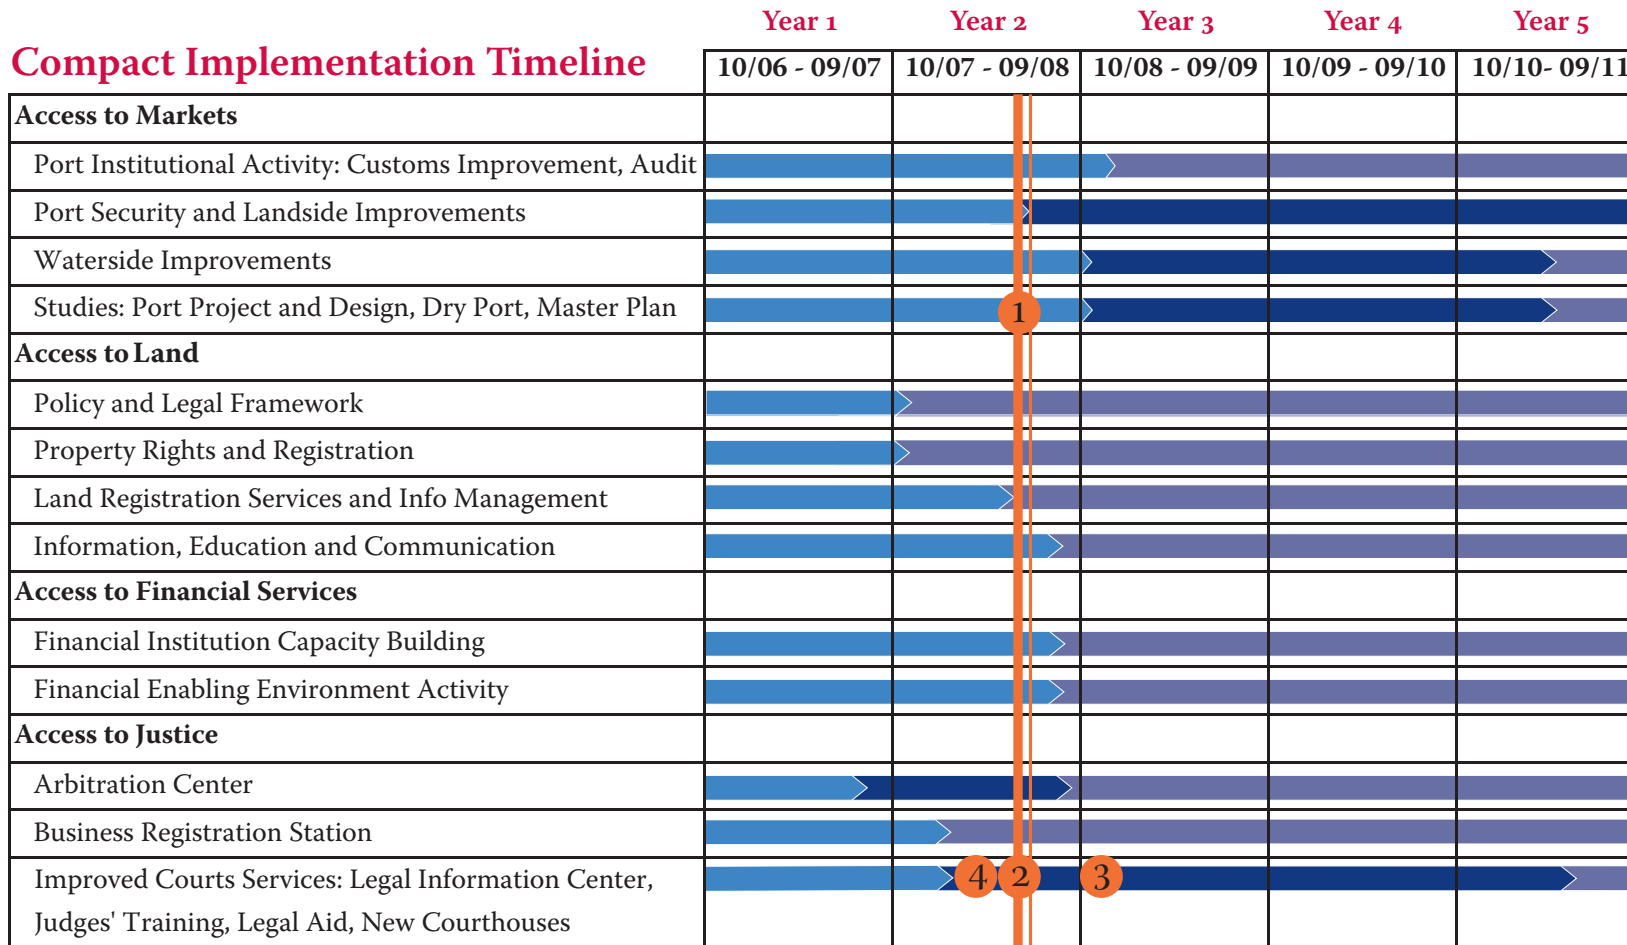 Year 1 Year 2 Year 3 Year 4 Year 5
Compact Implementation Timeline
10/06 - 09/07 10/07 - 09/08 10/08 - 09/09 10/09 - 09/10 10/10- 09/11
Access to Markets
Port Institutional Activity: Customs Improvement, Audit
Port Security and Landside Improvements
Waterside Improvements
Studies: Port Project and Design, Dry Port, Master Plan 1
Access to Land
Policy and Legal Framework
Property Rights and Registration
Land Registration Services and Info Management
Information, Education and Communication
Access to Financial Services
Financial Institution Capacity Building
Financial Enabling Environment Activity
Access to Justice
Arbitration Center
Business Registration Station
Improved Courts Services: Legal Information Center, 4 2 3
Judges' Training, Legal Aid, New Courthouses